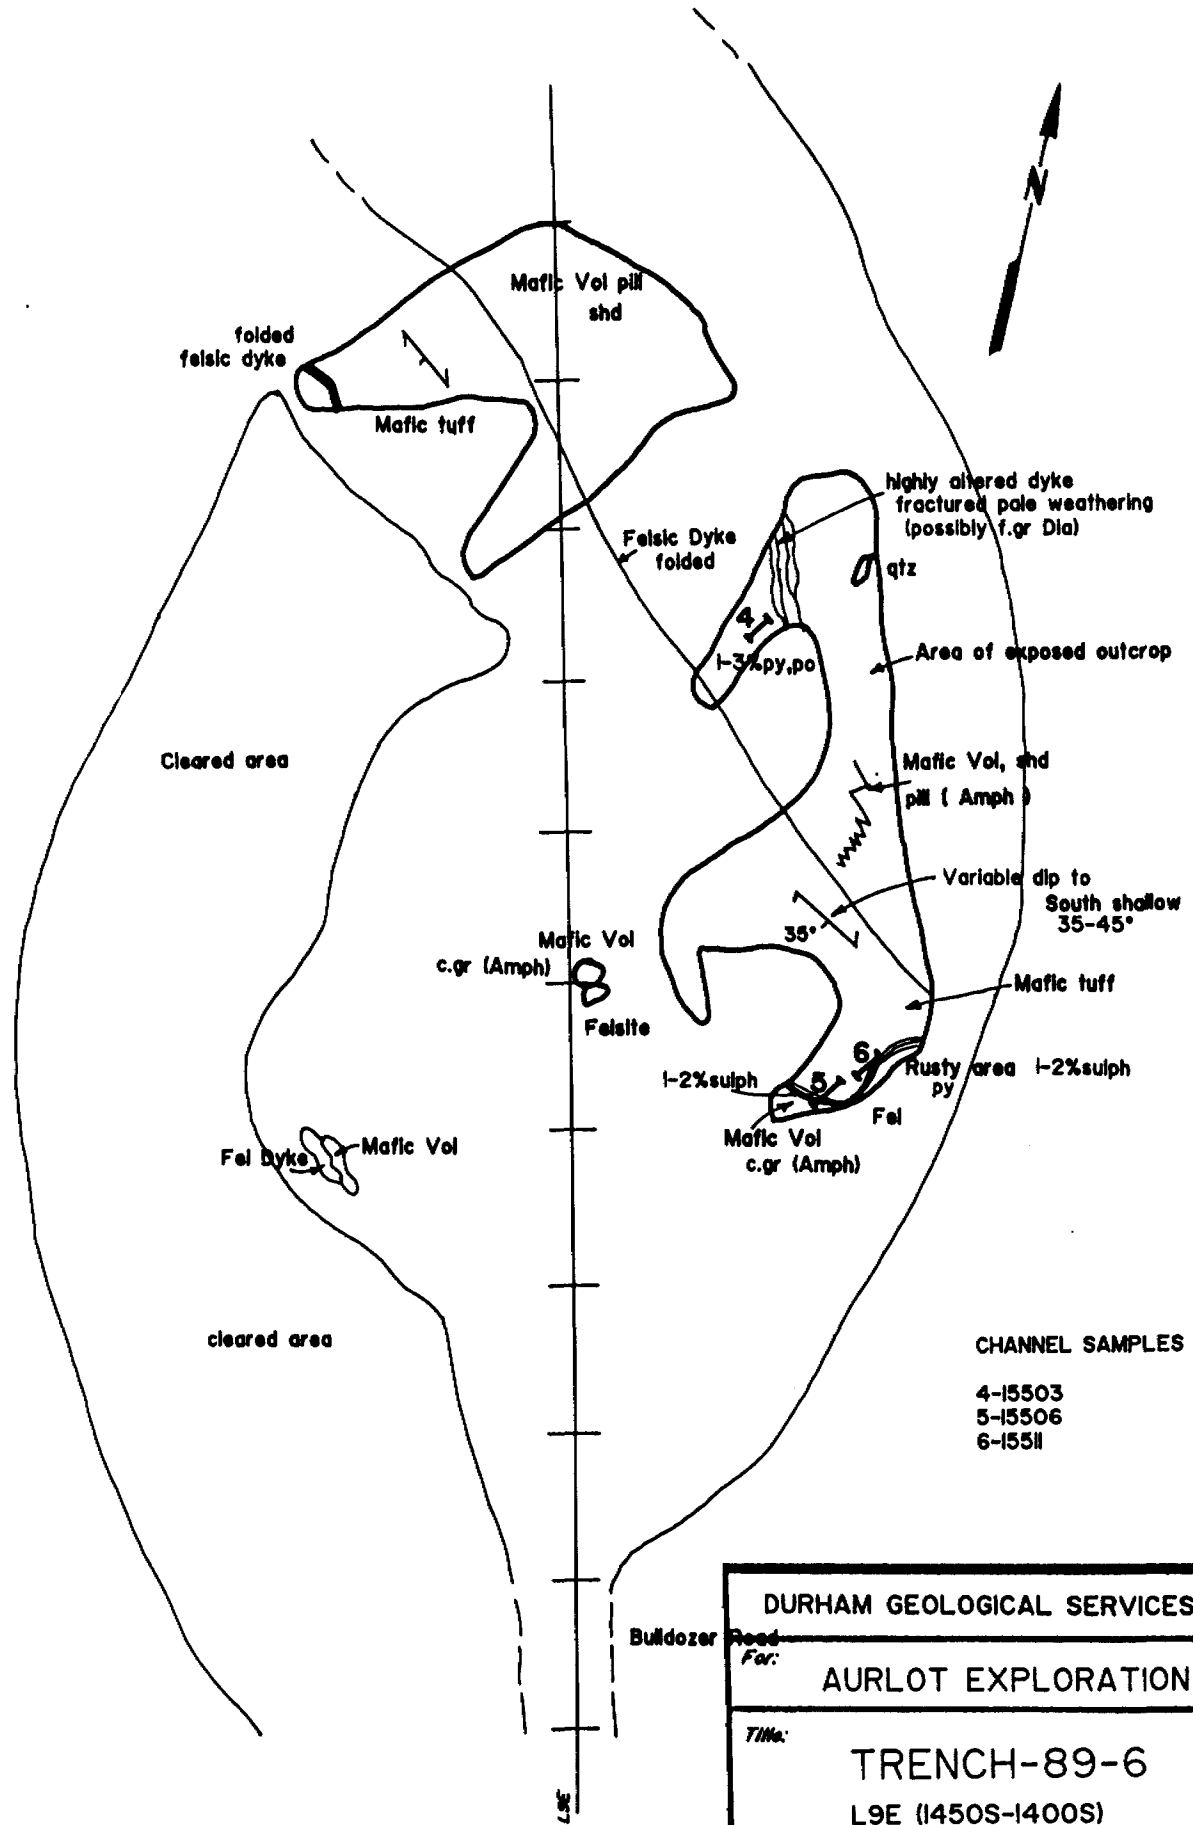 N
Mafic Vol pill
shd
folded
felsic dyke
Mafic tuff
highly altered dyke
fractured pale weathering
(possibly f.gr Dia)
Felsic Dyke
folded
qtz
4
1-3%py,po
Area of exposed outcrop
Cleared area
Mafic Vol, shd
pill ( Amph )
Variable dip to
South shallow
35-45°
35°
Mafic Vol
c.gr (Amph)
Felsite
Mafic tuff
6
Rusty area 1-2%sulph
py
1-2%sulph
5
Fel
Mafic Vol
c.gr (Amph)
Mafic Vol
Fel Dyke
cleared area
CHANNEL SAMPLES
4-15503
5-15506
6-15511
Bulldozer Road
DURHAM GEOLOGICAL SERVICES
For:
AURLOT EXPLORATION
Title:
TRENCH-89-6
L9E (1450S-1400S)
L9E